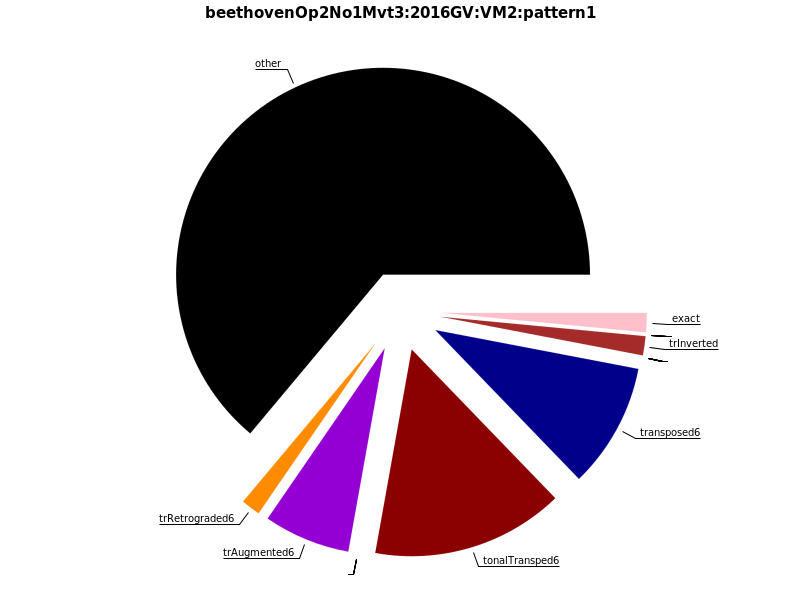 beethovenOp2No1Mvt3:2016GV:VM2:pattern1
other
exact
trInverted
transposed6
trRetrograded6
trAugmented6
tonalTransped6